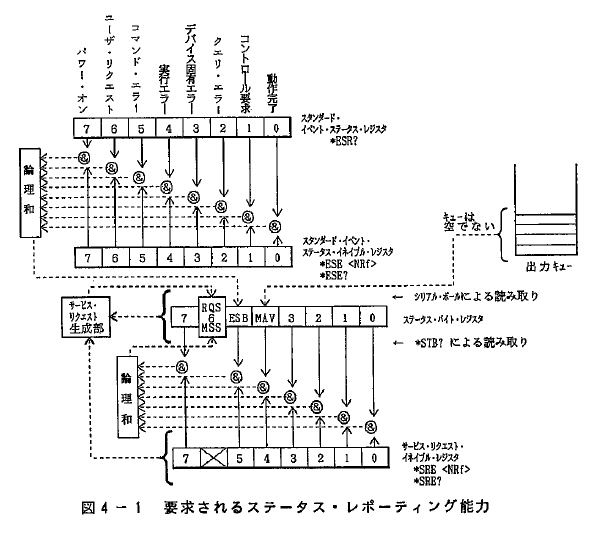 パワー・オン
ユーザ・リクエスト
コマンド・エラー
実行エラー
デバイス固有エラー
クエリ・エラー
コントロール要求
動作完了
7 6 5 4 3 2 1 0
スタンダード・
イベント・ステータス・レジスタ
*ESR?
論理和
& & & & & & & &
キューは
空でない
出力キュー
7 6 5 4 3 2 1 0
スタンダード・イベント・
ステータス・イネイブル・レジスタ
*ESE <NRf>
*ESE?
サービス・
リクエスト
生成部
7
RQS
6
MSS
ESB MAV 3 2 1 0
シリアル・ポールによる読み取り
ステータス・バイト・レジスタ
*STB? による読み取り
論理和
& & & & & & &
7 5 4 3 2 1 0
サービス・リクエスト・
イネイブル・レジスタ
*SRE <NRf>
*SRE?
図4-1 要求されるステータス・レポーティング能力